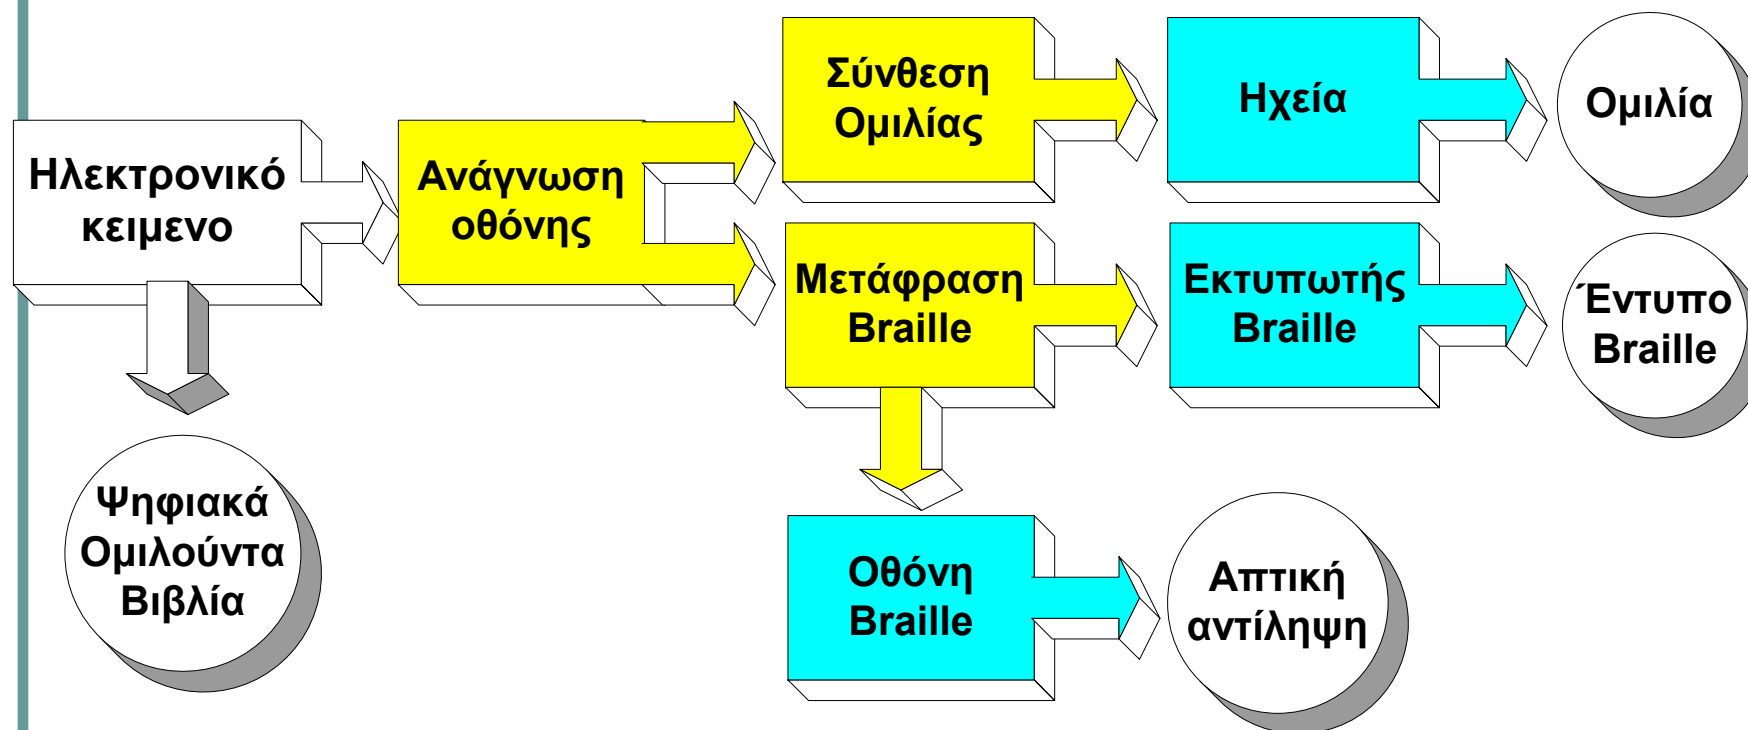 Σύνθεση
Ομιλίας
Ηχεία
Ομιλία
Ηλεκτρονικό
κειμενο
Ανάγνωση
οθόνης
Μετάφραση
Braille
Εκτυπωτής
Braille
Έντυπο
Braille
Ψηφιακά
Ομιλούντα
Βιβλία
Οθόνη
Braille
Απτική
αντίληψη